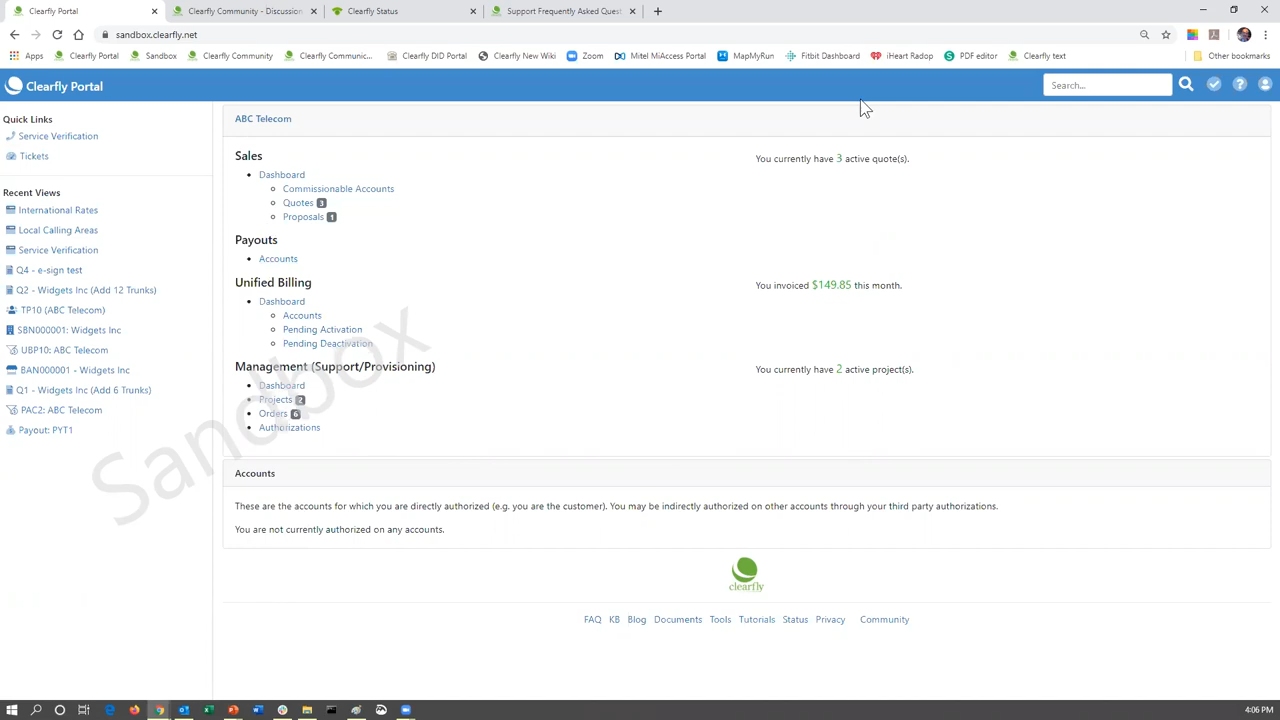 Clearfly Portal
Clearfly Community - Discussion
Clearfly Status
Support Frequently Asked Quest
sandbox.clearfly.net
Apps
Clearfly Portal
Sandbox
Clearfly Community
Clearfly Communic...
Clearfly DID Portal
Clearfly New Wiki
Zoom
Mitel MiAccess Portal
MapMyRun
Fitbit Dashboard
iHeart Radop
PDF editor
Clearfly text
Other bookmarks
Clearfly Portal
Search...
Quick Links
Service Verification
Tickets
Recent Views
International Rates
Local Calling Areas
Service Verification
Q4 - e-sign test
Q2 - Widgets Inc (Add 12 Trunks)
TP10 (ABC Telecom)
SBN000001: Widgets Inc
UBP10: ABC Telecom
BAN000001 - Widgets Inc
Q1 - Widgets Inc (Add 6 Trunks)
PAC2: ABC Telecom
Payout: PYT1
ABC Telecom
Sales
You currently have 3 active quote(s).
Dashboard
Commissionable Accounts
Quotes 3
Proposals 1
Payouts
Accounts
Unified Billing
You invoiced $149.85 this month.
Dashboard
Accounts
Pending Activation
Pending Deactivation
Management (Support/Provisioning)
You currently have 2 active project(s).
Dashboard
Projects 2
Orders 6
Authorizations
Sandbox
Accounts
These are the accounts for which you are directly authorized (e.g. you are the customer). You may be indirectly authorized on other accounts through your third party authorizations.
You are not currently authorized on any accounts.
clearfly
FAQ KB Blog Documents Tools Tutorials Status Privacy Community
4:06 PM